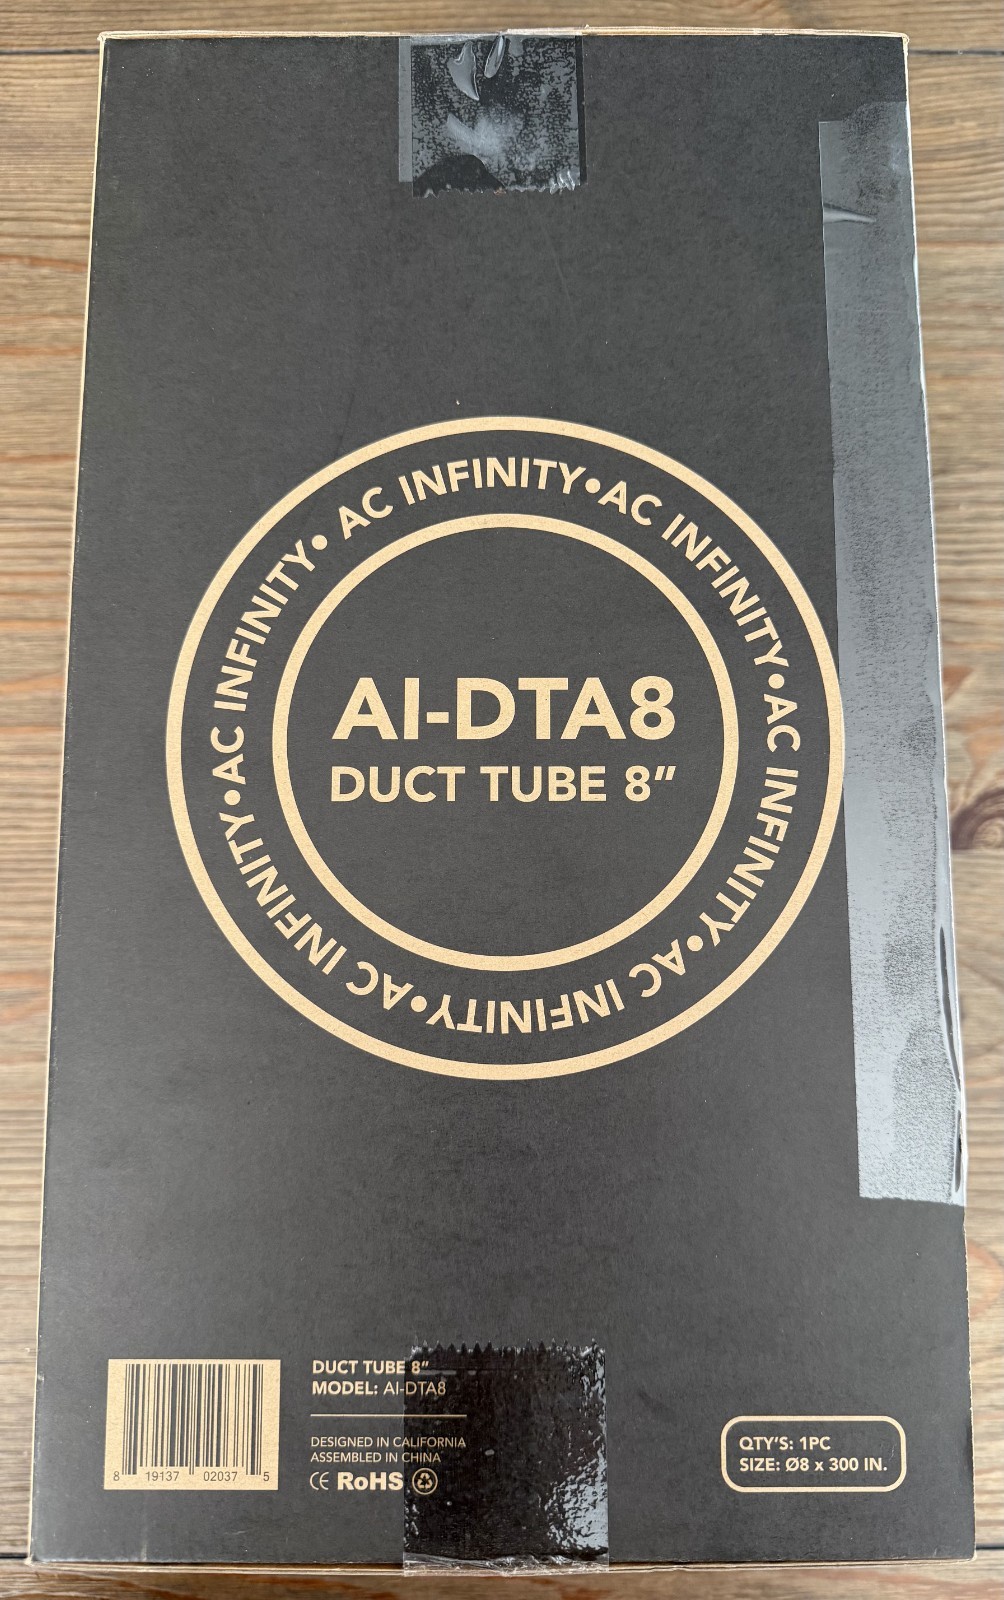 AC INFINITY•AC INFINITY•AC INFINITY•AC INFINITY•AC INFINITY•AC INFINITY•
AI-DTA8
DUCT TUBE 8”
DUCT TUBE 8”
MODEL: AI-DTA8
DESIGNED IN CALIFORNIA
ASSEMBLED IN CHINA
CE RoHS
8 19137 02037 5
QTY'S: 1PC
SIZE: Ø8 x 300 IN.